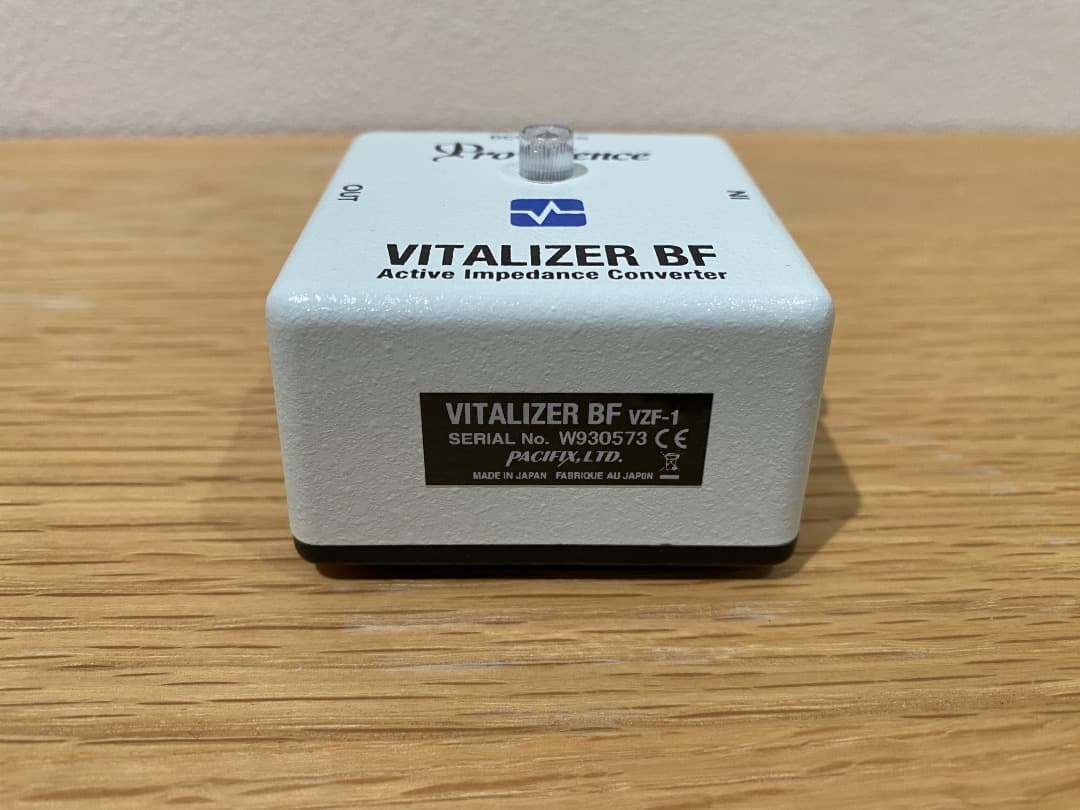 OUT
IN
VITALIZER BF
Active Impedance Converter
VITALIZER BF VZF-1
SERIAL No. W930573 CE
PACIFIX, LTD.
MADE IN JAPAN FABRIQUE AU JAPON